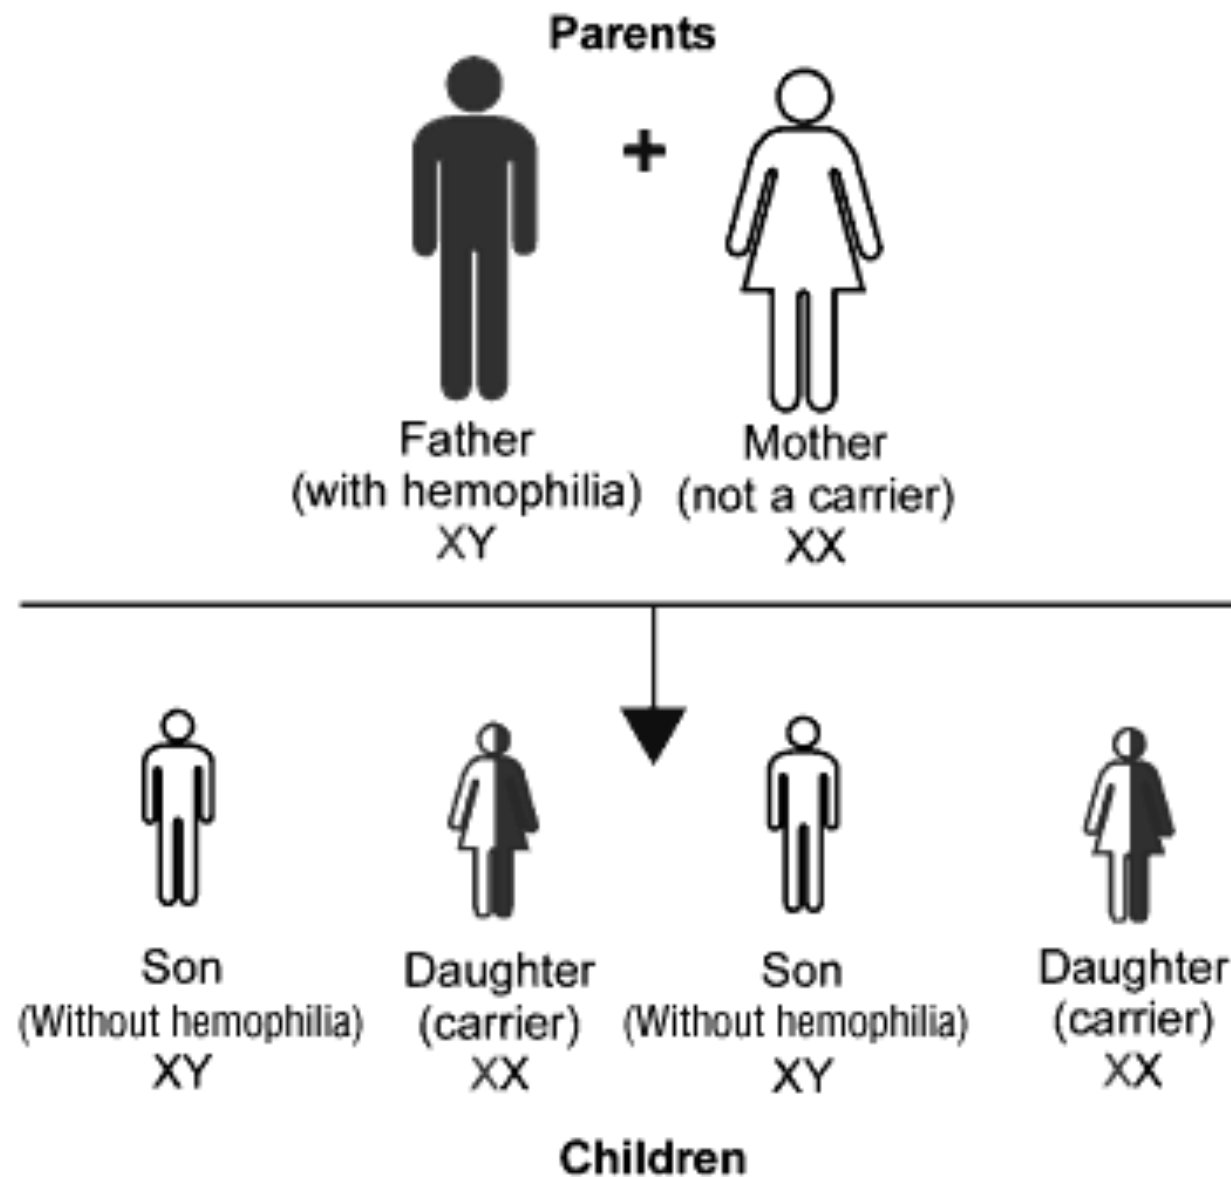 Parents
+
Father
(with hemophilia)
XY
Mother
(not a carrier)
XX
Son
(Without hemophilia)
XY
Daughter
(carrier)
XX
Son
(Without hemophilia)
XY
Daughter
(carrier)
XX
Children